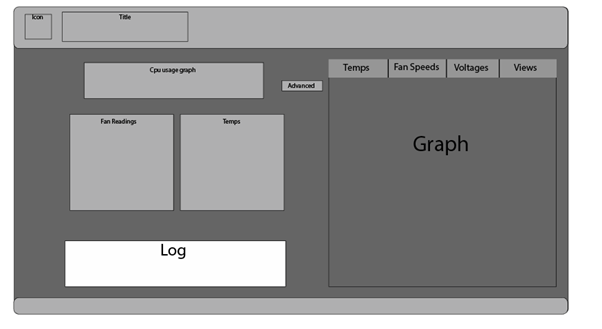 Icon
Title
Cpu usage graph
Advanced
Fan Readings
Temps
Log
Temps
Fan Speeds
Voltages
Views
Graph